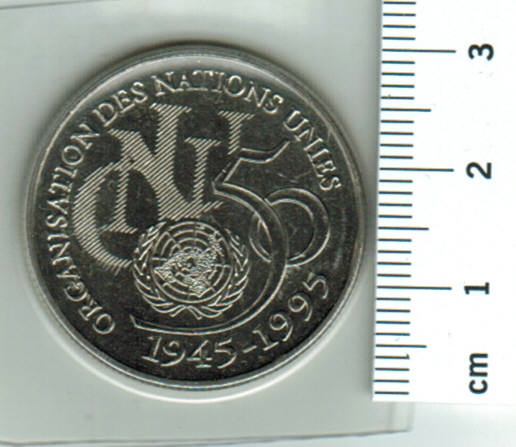 ORGANISATION DES NATIONS UNIES
ONU
50
1945-1995
3
2
1
cm